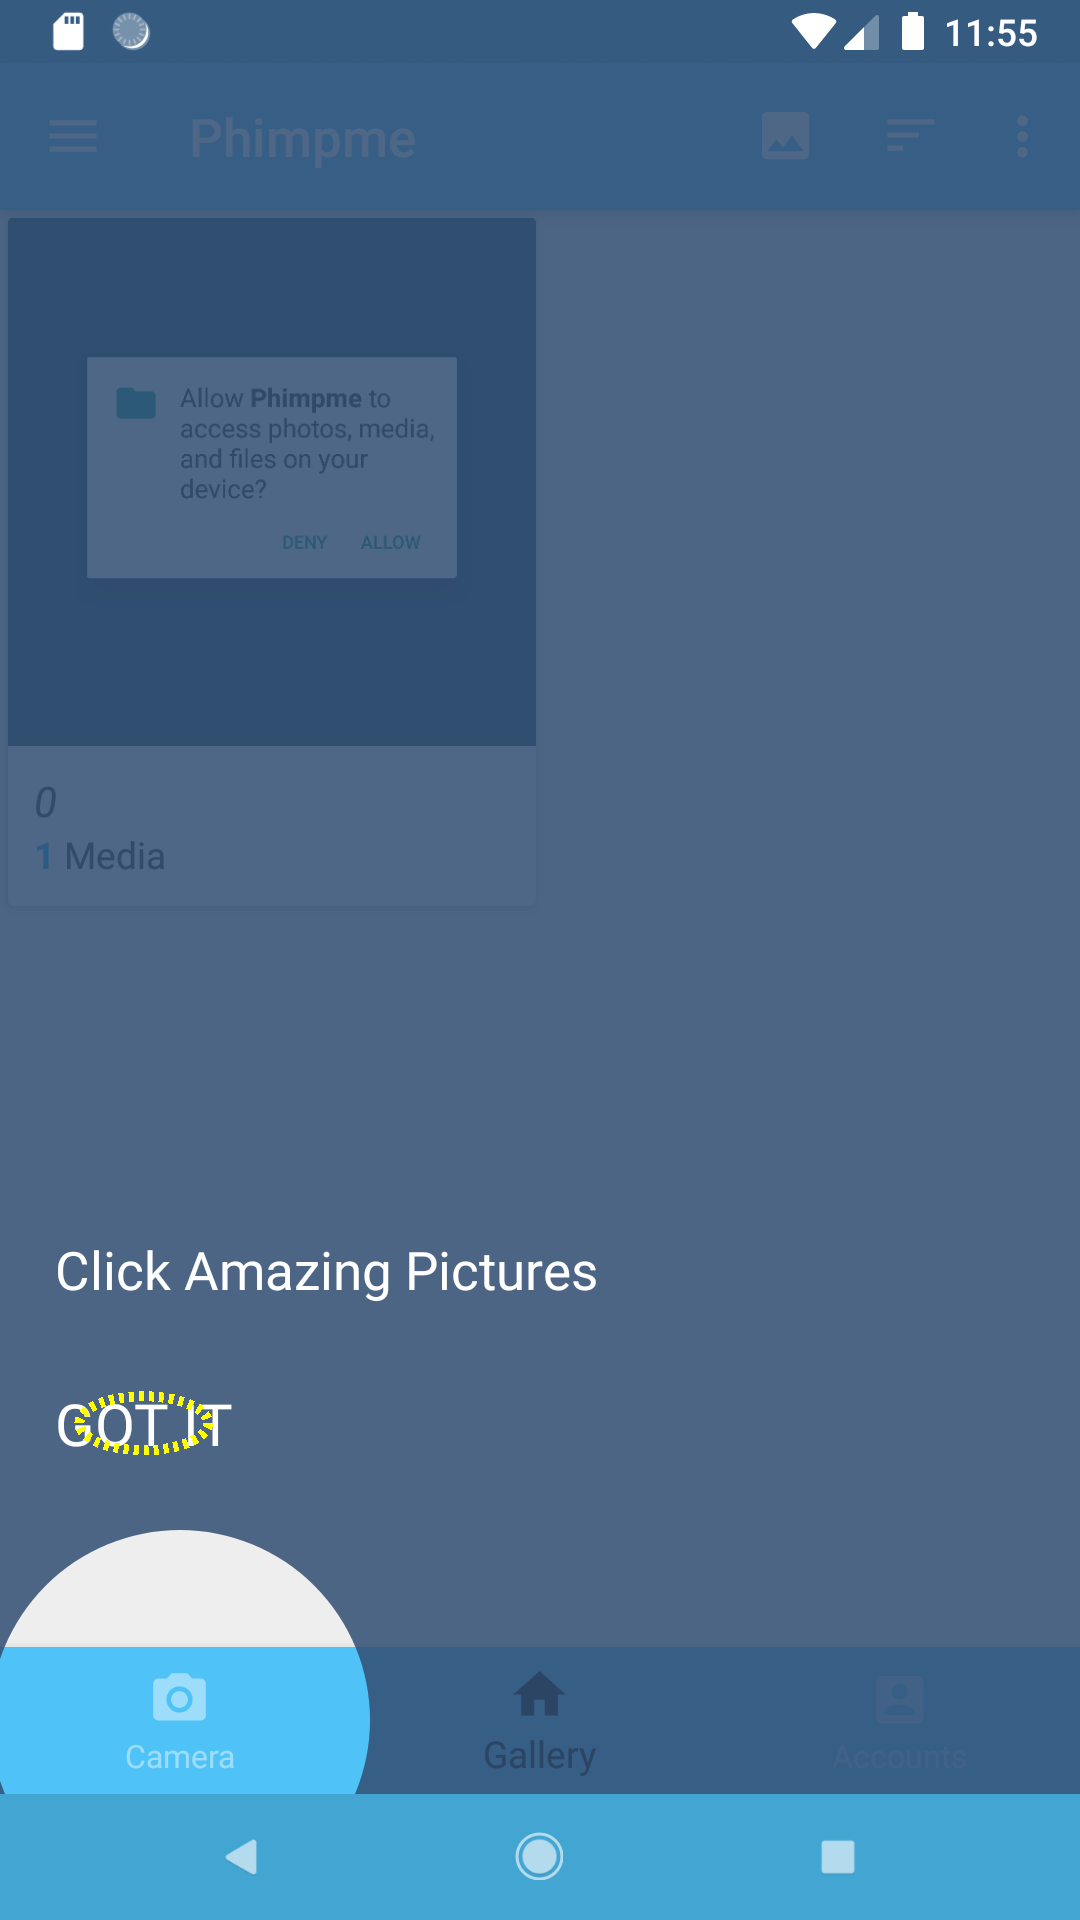 11:55
Phimpme
Allow Phimpme to
access photos, media,
and files on your
device?
DENY ALLOW
0
1 Media
Click Amazing Pictures
GOT IT
Camera
Gallery
Accounts